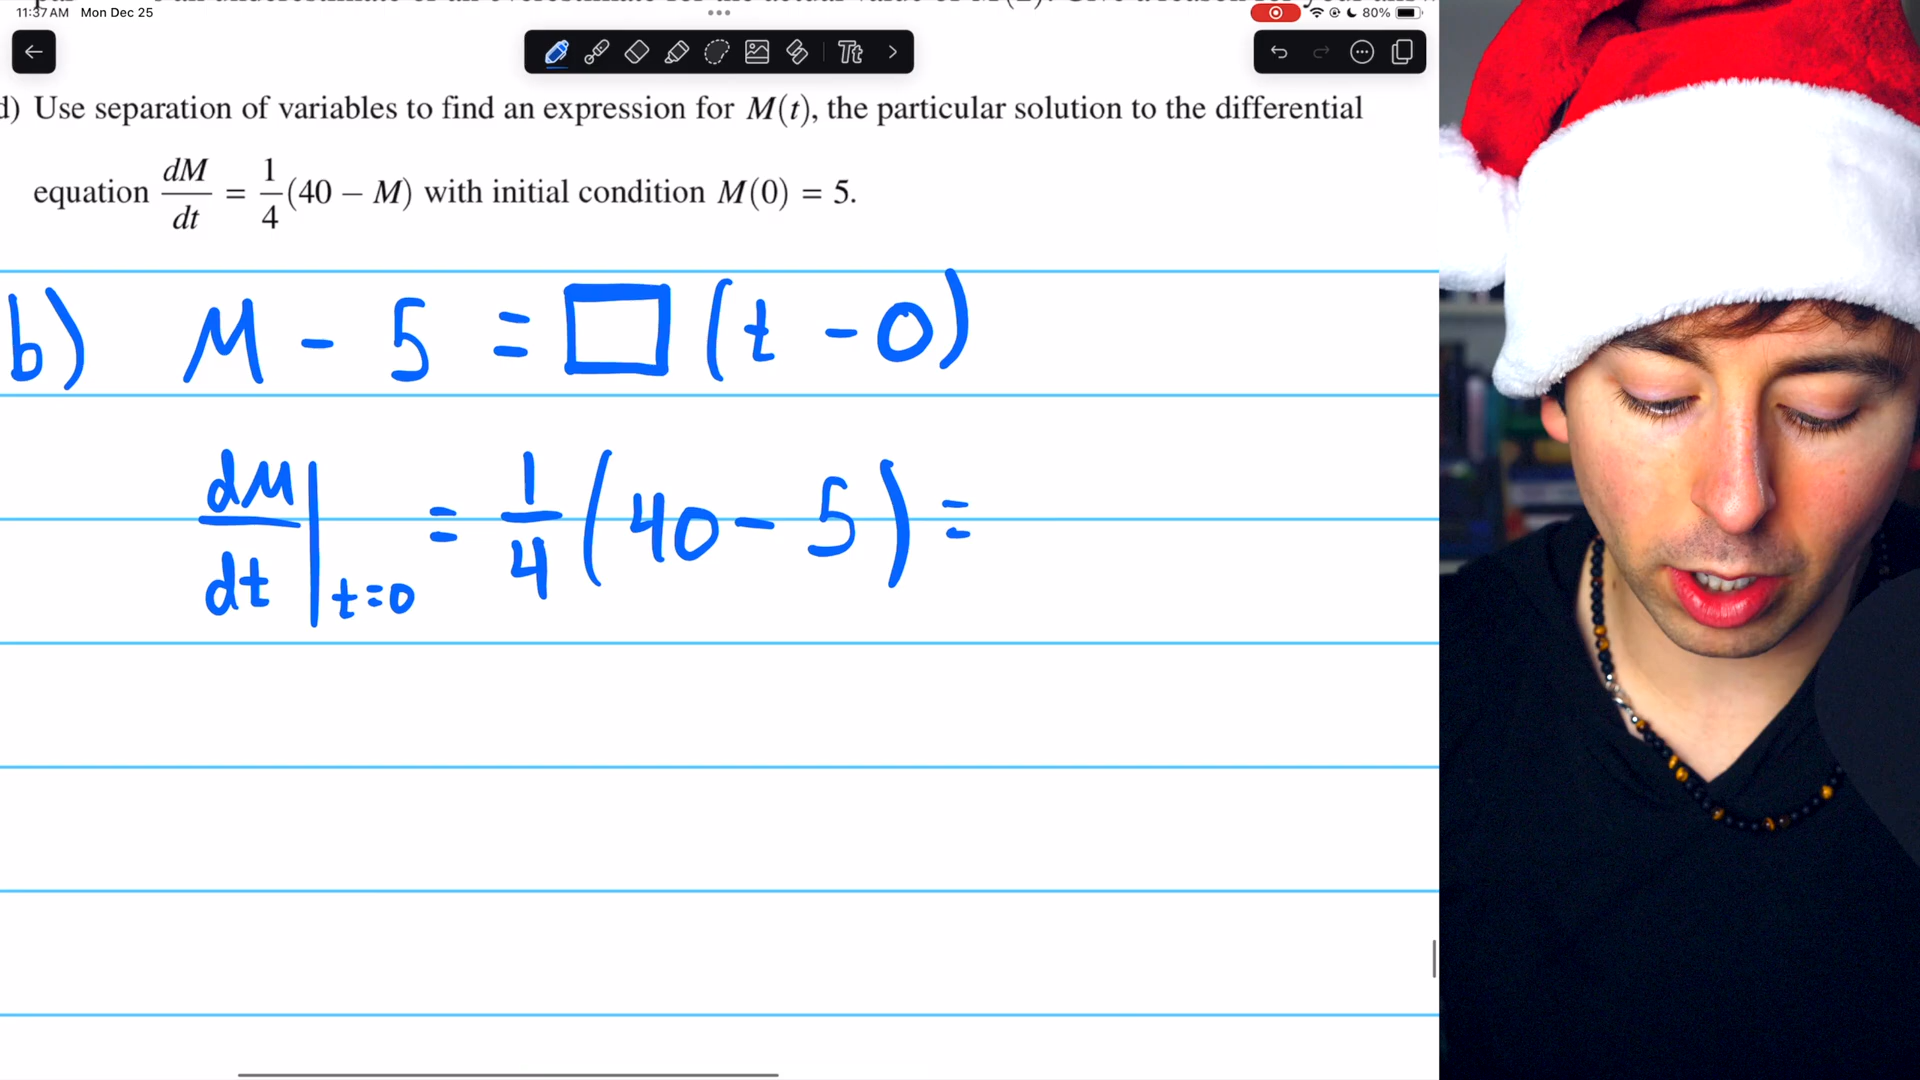 11:37 AM Mon Dec 25
80%
Tt
d) Use separation of variables to find an expression for M(t), the particular solution to the differential
equation dM/dt = 1/4 (40 − M) with initial condition M(0) = 5.
b) M - 5 = □ (t - 0)
dM/dt |t=0 = 1/4 (40 - 5) =